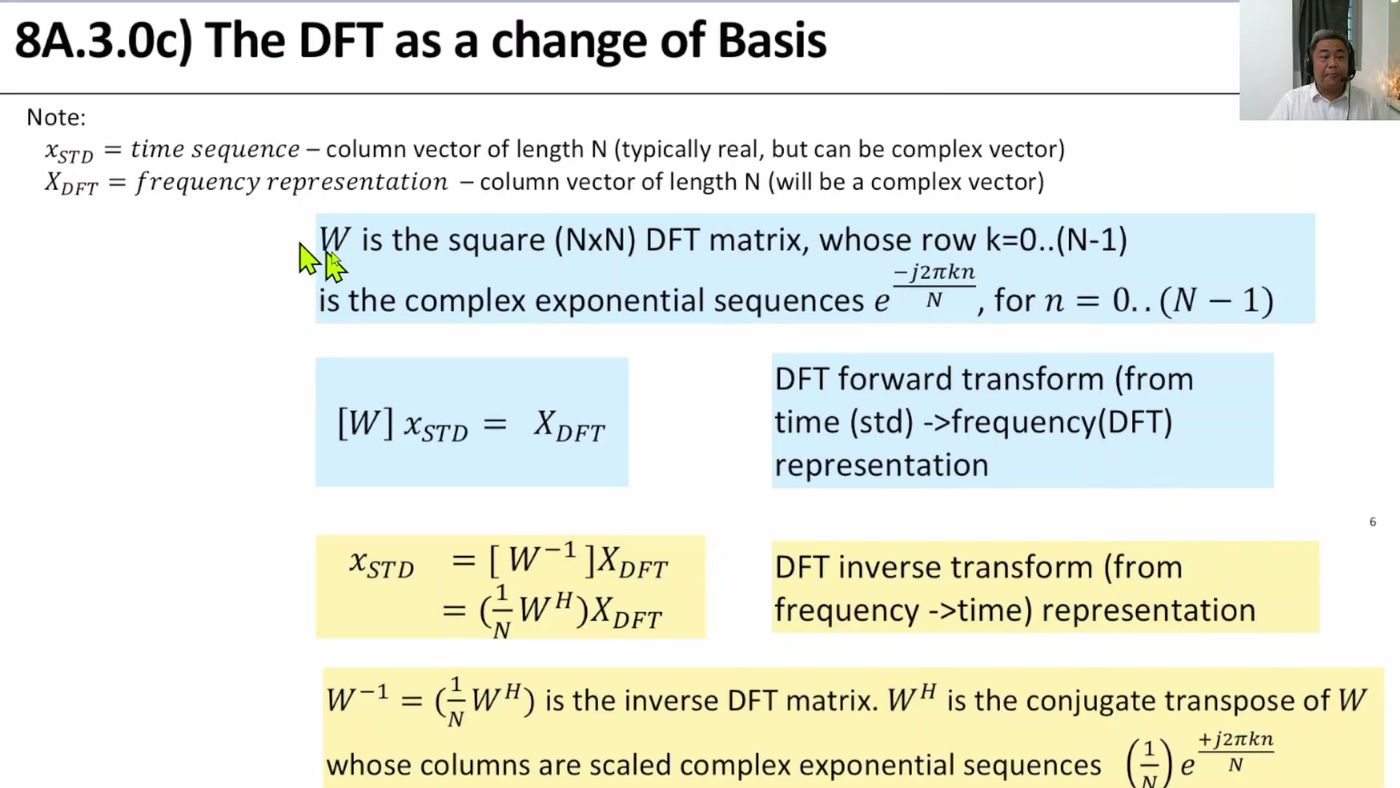 8A.3.0c) The DFT as a change of Basis
Note:
x_STD = time sequence – column vector of length N (typically real, but can be complex vector)
X_DFT = frequency representation – column vector of length N (will be a complex vector)
W is the square (NxN) DFT matrix, whose row k=0..(N-1)
is the complex exponential sequences e^(−j2πkn/N), for n = 0..(N − 1)
[W] x_STD = X_DFT
DFT forward transform (from
time (std) ->frequency(DFT)
representation
6
x_STD = [ W^−1 ]X_DFT
= (1/N W^H)X_DFT
DFT inverse transform (from
frequency ->time) representation
W^−1 = (1/N W^H) is the inverse DFT matrix. W^H is the conjugate transpose of W
whose columns are scaled complex exponential sequences (1/N) e^(+j2πkn/N)